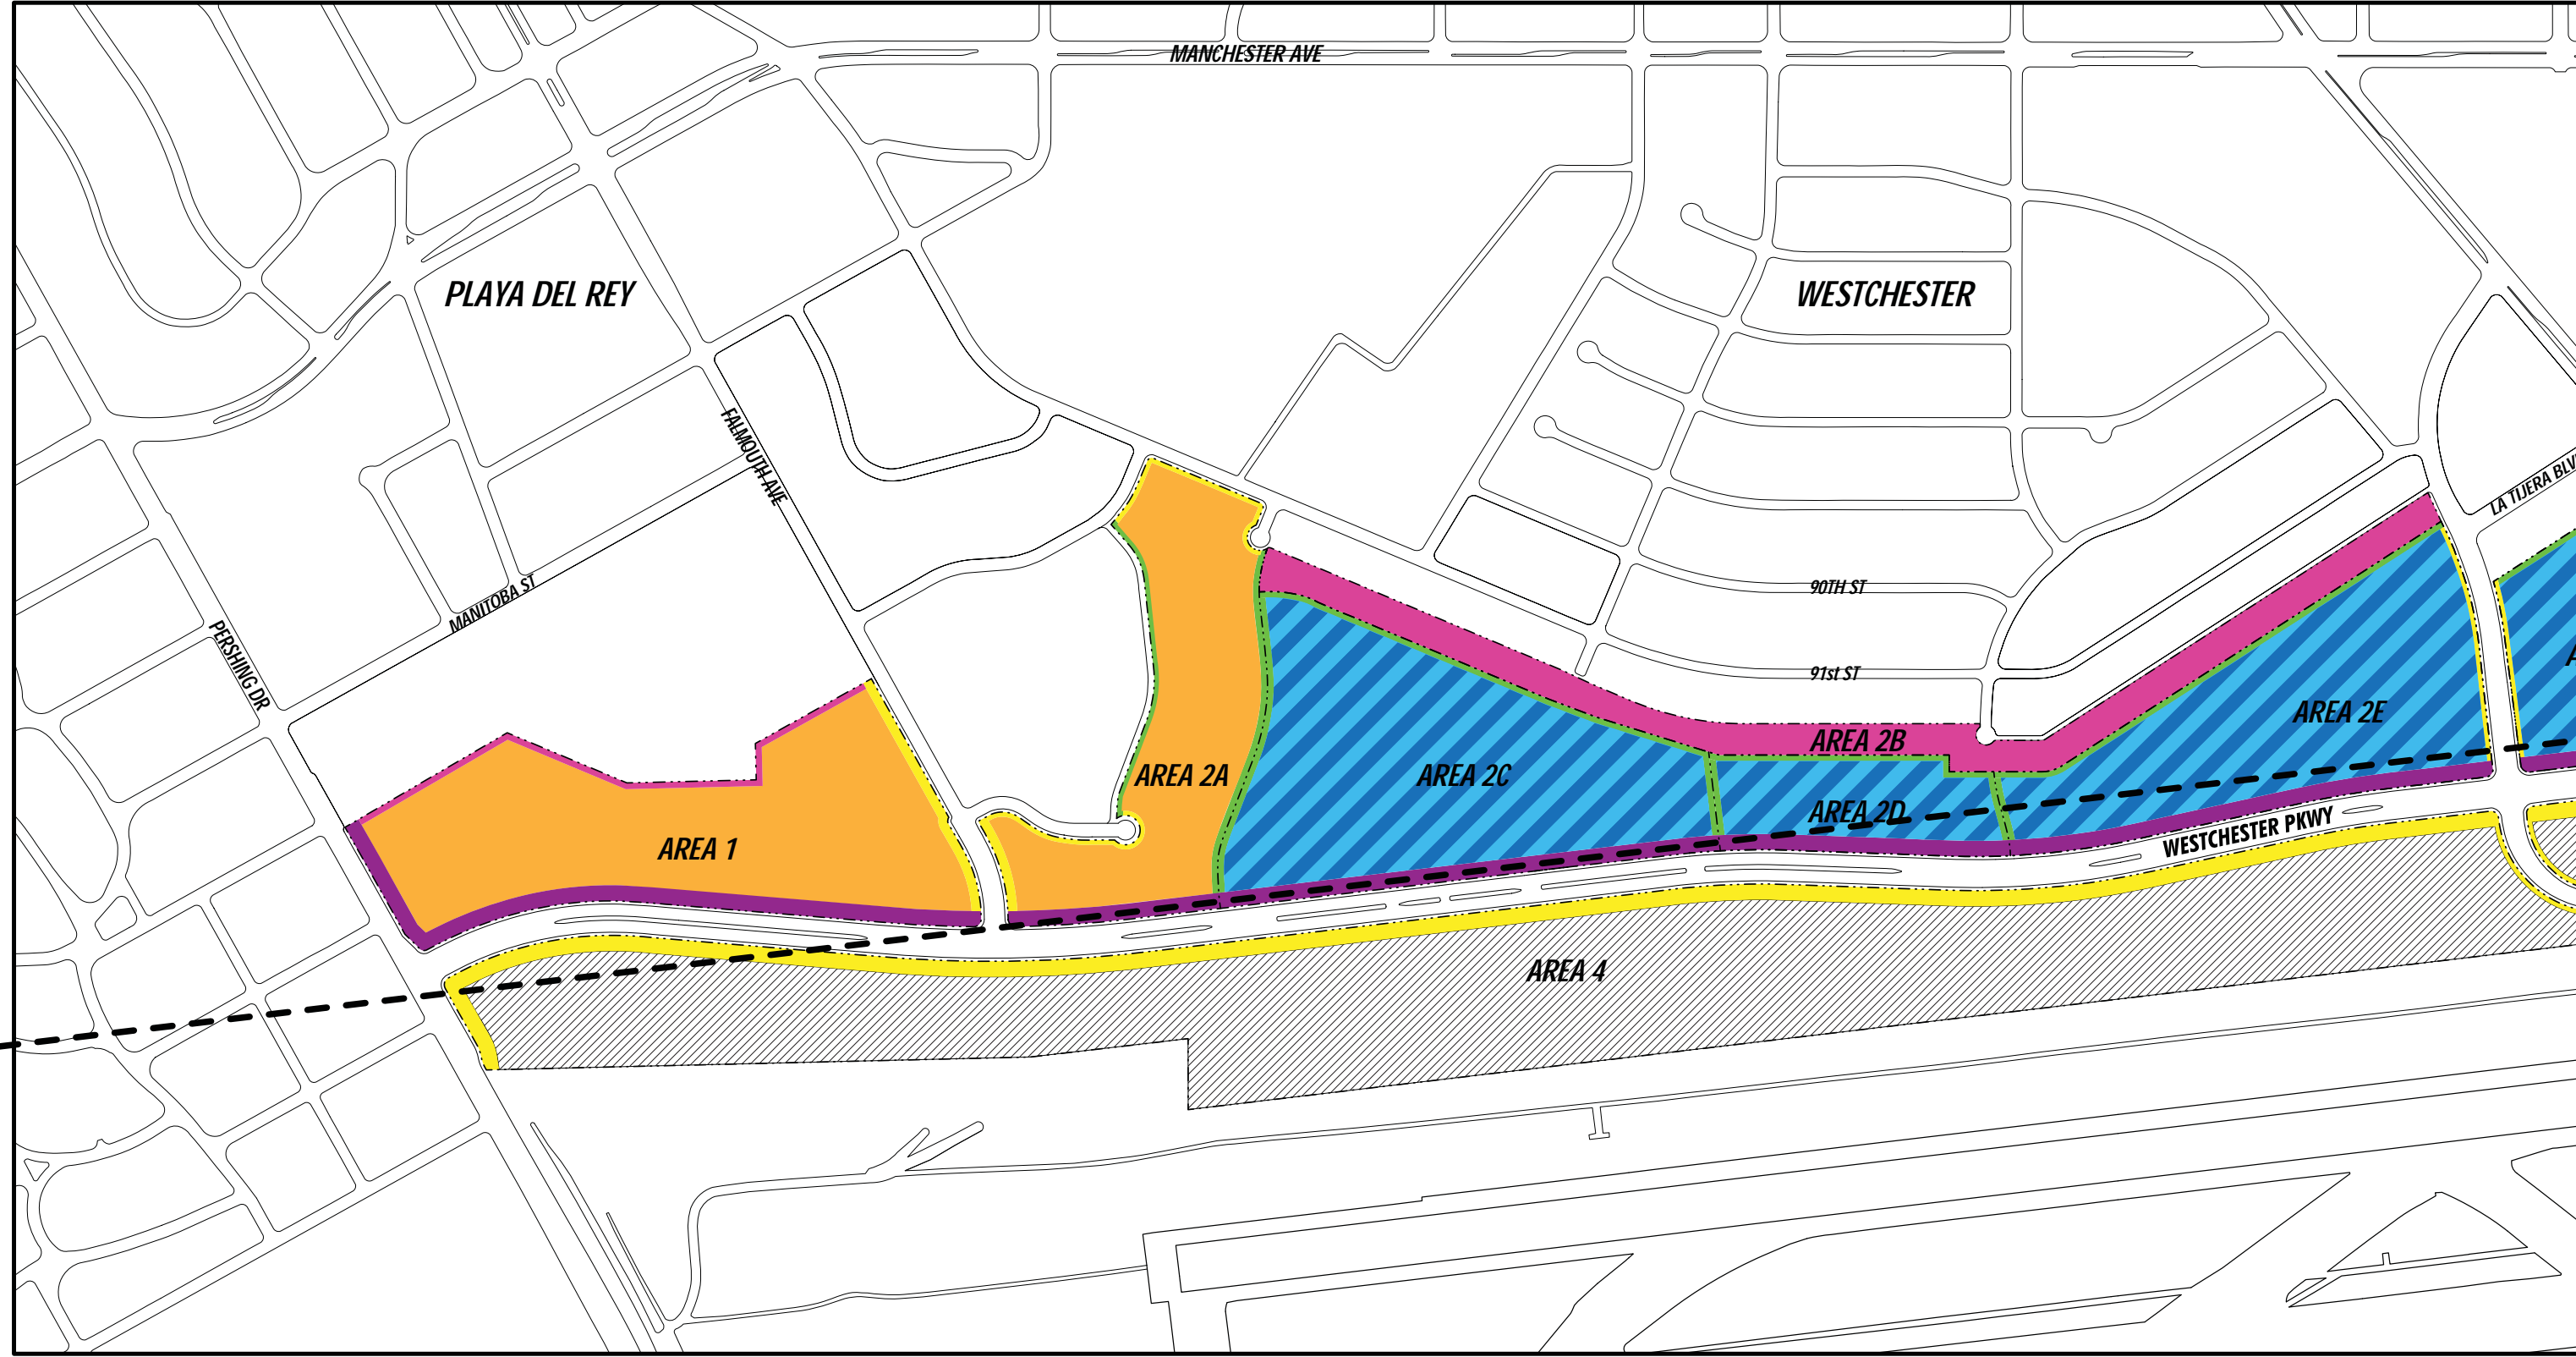 MANCHESTER AVE
PLAYA DEL REY
WESTCHESTER
FALMOUTH AVE
LA TIJERA BLV
MANITOBA ST
90TH ST
PERSHING DR
91st ST
AREA 2E
AREA 2B
AREA 2A
AREA 2C
AREA 2D
WESTCHESTER PKWY
AREA 1
AREA 4